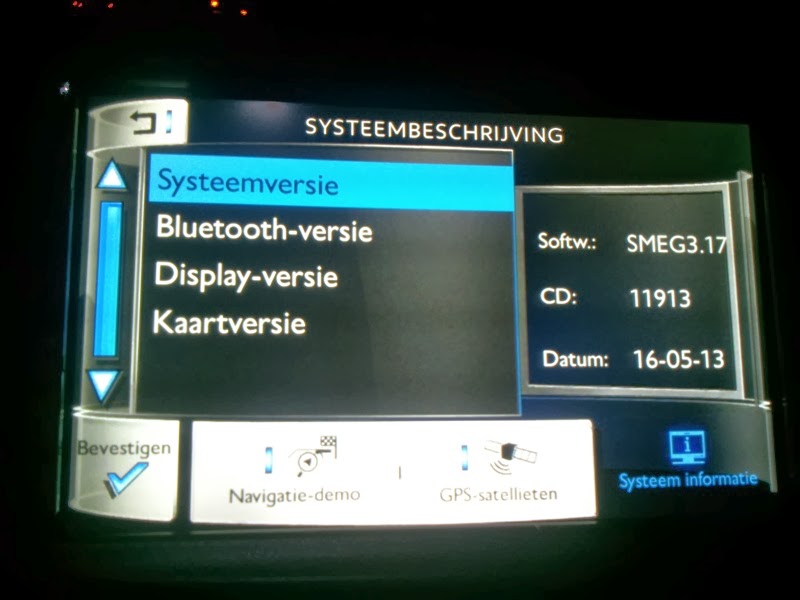 SYSTEEMBESCHRIJVING
Systeemversie
Bluetooth-versie
Display-versie
Kaartversie
Softw.: SMEG3.17
CD: 11913
Datum: 16-05-13
Bevestigen
Navigatie-demo
GPS-satellieten
Systeem informatie